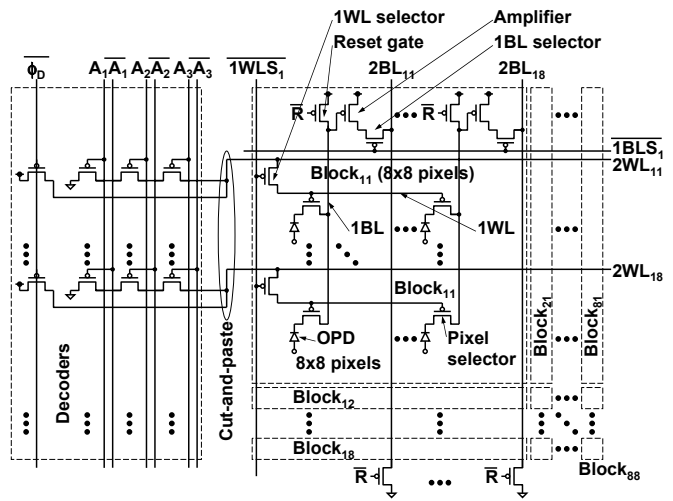 1WL selector
Amplifier
Reset gate
1BL selector
ϕD A1 A1 A2 A2 A3 A3 1WLS1 2BL11 2BL18
R R
1BLS1
2WL11
Block11 (8x8 pixels)
1BL 1WL
2WL18
Block11
OPD
Pixel
selector
8x8 pixels
Decoders
Cut-and-paste
Block21
Block81
Block12
Block18
Block88
R R